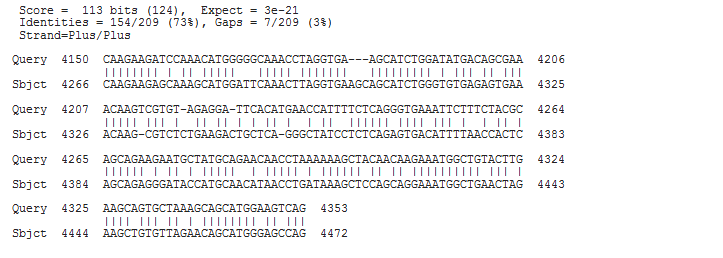 Score = 113 bits (124), Expect = 3e-21
Identities = 154/209 (73%), Gaps = 7/209 (3%)
Strand=Plus/Plus
Query 4150 CAAGAAGATCCAAACATGGGGGCAAACCTAGGTGA---AGCATCTGGATATGACAGCGAA 4206
||||||||| | || ||||| ||||| ||||||| ||||||||| | ||| || |||
Sbjct 4266 CAAGAAGAGCAAAGCATGGATTCAAACTTAGGTGAAGCAGCATCTGGGTGTGAGAGTGAA 4325
Query 4207 ACAAGTCGTGT-AGAGGA-TTCACATGAACCATTTTCTCAGGGTGAAATTCTTTCTACGC 4264
||||| ||| | || || | || | | | || |||||| |||| ||| | || |
Sbjct 4326 ACAAG-CGTCTCTGAAGACTGCTCA-GGGCTATCCTCTCAGAGTGACATTTTAACCACTC 4383
Query 4265 AGCAGAAGAATGCTATGCAGAACAACCTAAAAAAGCTACAACAAGAAATGGCTGTACTTG 4324
|||||| | || ||||| ||||| | ||||| | |||||| || || ||||||||||| ||| |
Sbjct 4384 AGCAGAGGGATACCATGCAACATAACCTGATAAAGCTCCAGCAGGAAATGGCTGAACTAG 4443
Query 4325 AAGCAGTGCTAAAGCAGCATGGAAGTCAG 4353
|||| ||| || | ||||||||| || |||
Sbjct 4444 AAGCTGTGTTAGAACAGCATGGGAGCCAG 4472